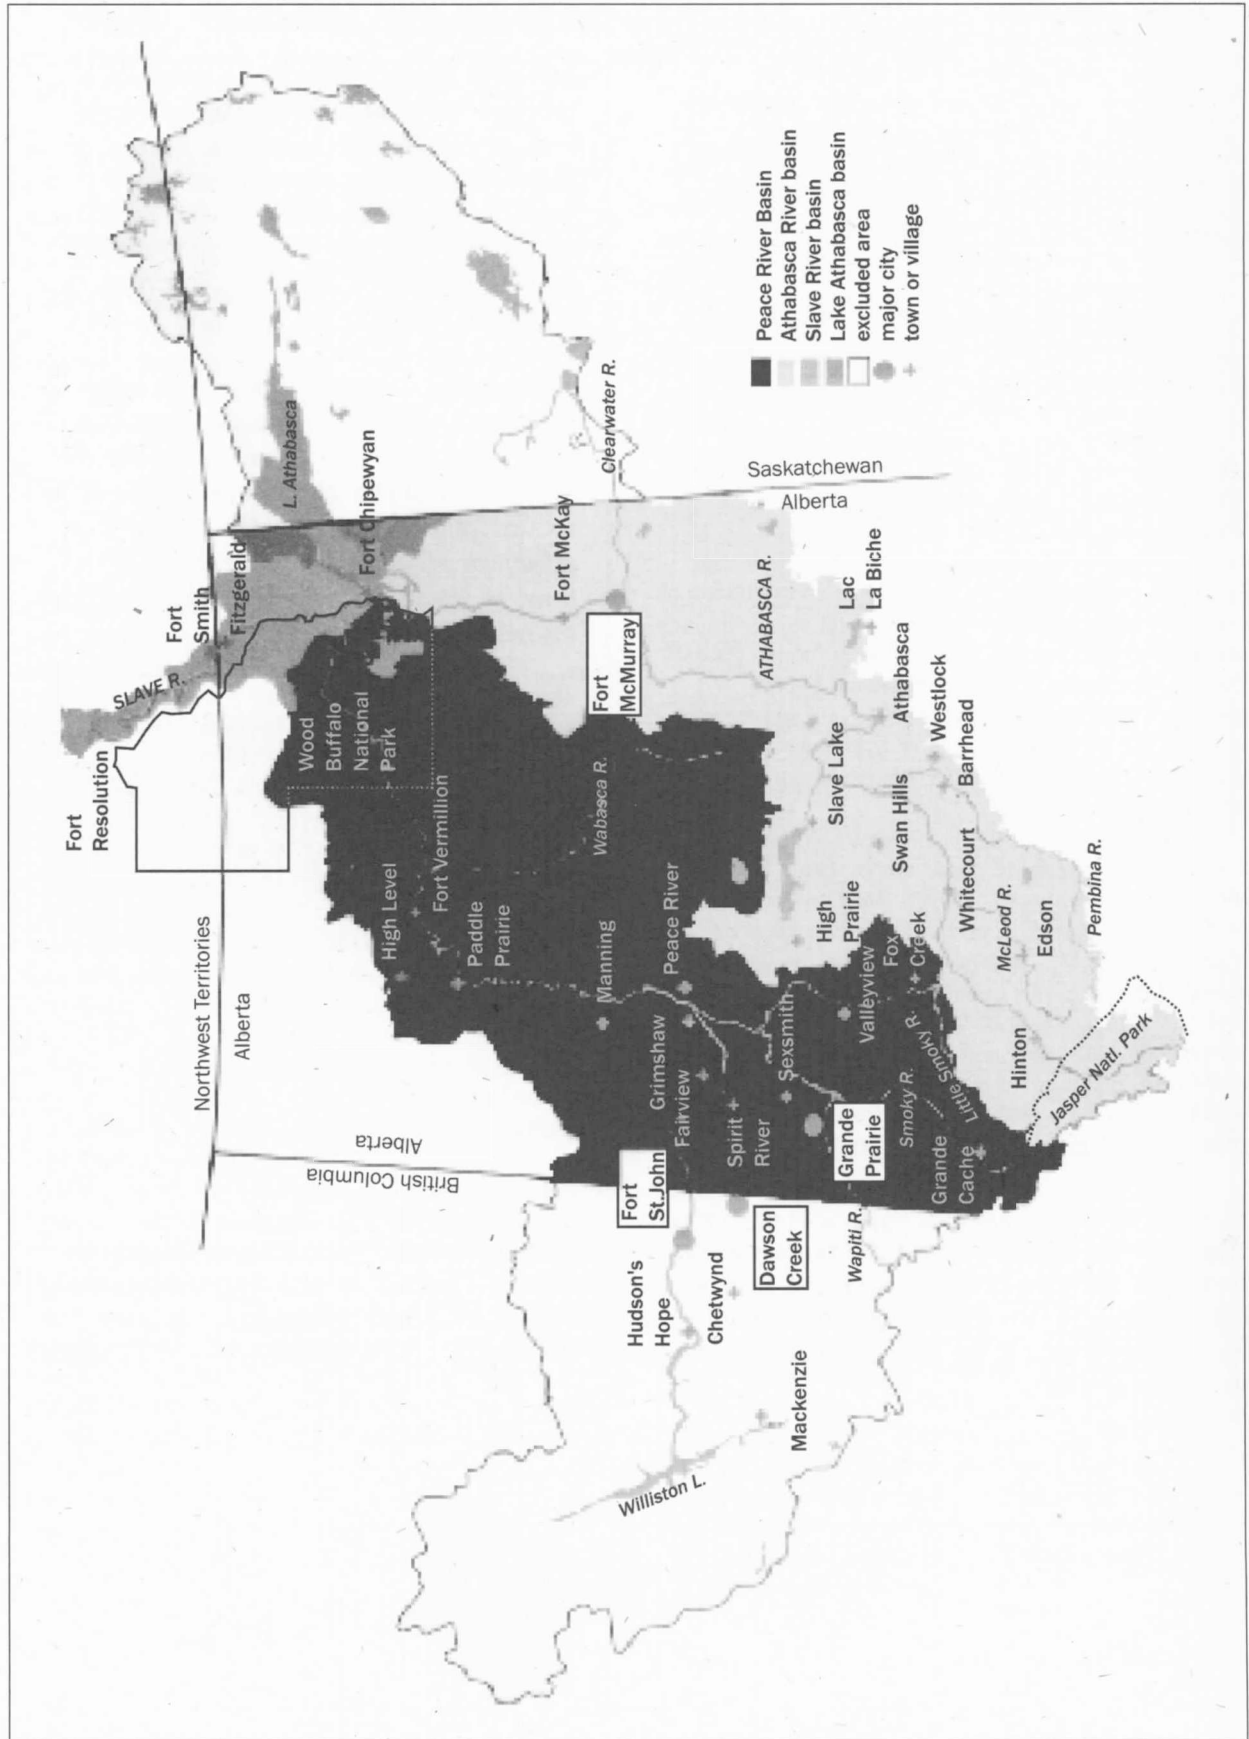 Fort
Resolution
SLAVE R.
Fort
Smith
Fitzgerald
L. Athabasca
Fort Chipewyan
Northwest Territories
Alberta
British Columbia
Alberta
Wood
Buffalo
National
Park
High Level
Fort Vermillion
Paddle
Prairie
Manning
Wabasca R.
Peace River
Grimshaw
Fairview
Spirit
River
Sexsmith
Fort McKay
Fort
McMurray
Clearwater R.
ATHABASCA R.
Saskatchewan
Alberta
Lac
La Biche
Athabasca
Westlock
Barrhead
Slave Lake
Swan Hills
High
Prairie
Valleyview
Fox
Creek
Whitecourt
McLeod R.
Edson
Pembina R.
Hinton
Jasper Natl. Park
Little Smoky R.
Smoky R.
Grande
Prairie
Grande
Cache
Fort
St.John
Dawson
Creek
Wapiti R.
Hudson's
Hope
Chetwynd
Mackenzie
Williston L.
Peace River Basin
Athabasca River basin
Slave River basin
Lake Athabasca basin
excluded area
major city
town or village